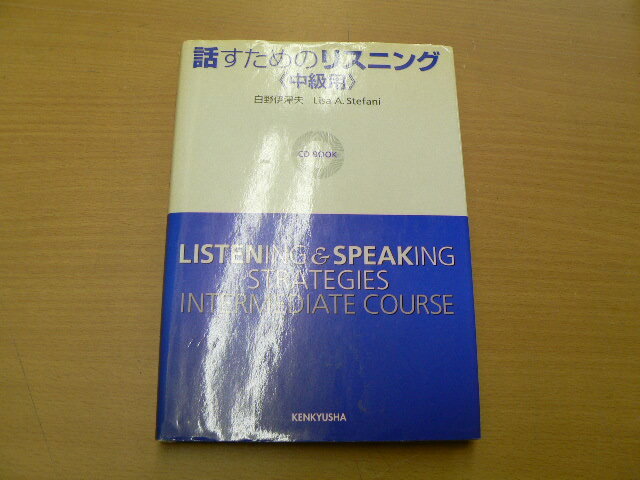 話すためのリスニング
《中級用》
白野伊津夫 Lisa A. Stefani
CD BOOK
LISTENING & SPEAKING
STRATEGIES
INTERMEDIATE COURSE
KENKYUSHA